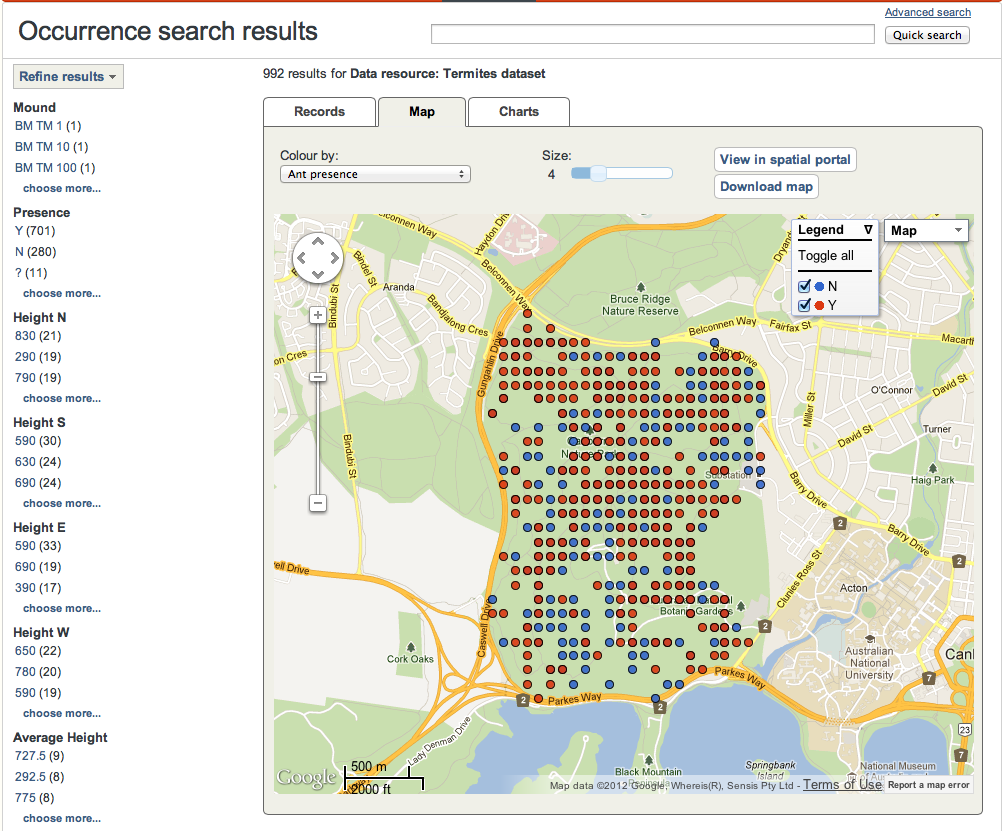 Occurrence search results
Advanced search
Quick search
Refine results
992 results for Data resource: Termites dataset
Mound
BM TM 1 (1)
BM TM 10 (1)
BM TM 100 (1)
choose more...
Presence
Y (701)
N (280)
? (11)
choose more...
Height N
830 (21)
290 (19)
790 (19)
choose more...
Height S
590 (30)
630 (24)
690 (24)
choose more...
Height E
590 (33)
690 (19)
390 (17)
choose more...
Height W
650 (22)
780 (20)
590 (19)
choose more...
Average Height
727.5 (9)
292.5 (8)
775 (8)
choose more...
Records
Map
Charts
Colour by:
Ant presence
Size:
4
View in spatial portal
Download map
Legend ∇
Toggle all
N
Y
Map
Belconnen Way
Haydon Dr
Bindel St
Aranda
Bindubi St
Bandjalong Cres
Belconnen Way
Bruce Ridge
Nature Reserve
Belconnen Way
Fairfax St
Barry Drive
Gungahlin Drive
O'Connor
David St
Miller St
David St
Turner
Bindubi St
Substation
Haig Park
Barry Drive
2
Barry Drive
2
Clunies Ross St
Acton
Botanic Gardens
2
Caswell Drive
Cork Oaks
Australian
National
University
7
Parkes Way
2
Parkes Way
2
23
7
Lady Denman Drive
Black Mountain
Springbank
Island
National Museum
Google
500 m
2000 ft
Map data ©2012 Google, Whereis(R), Sensis Pty Ltd - Terms of Use
Report a map error